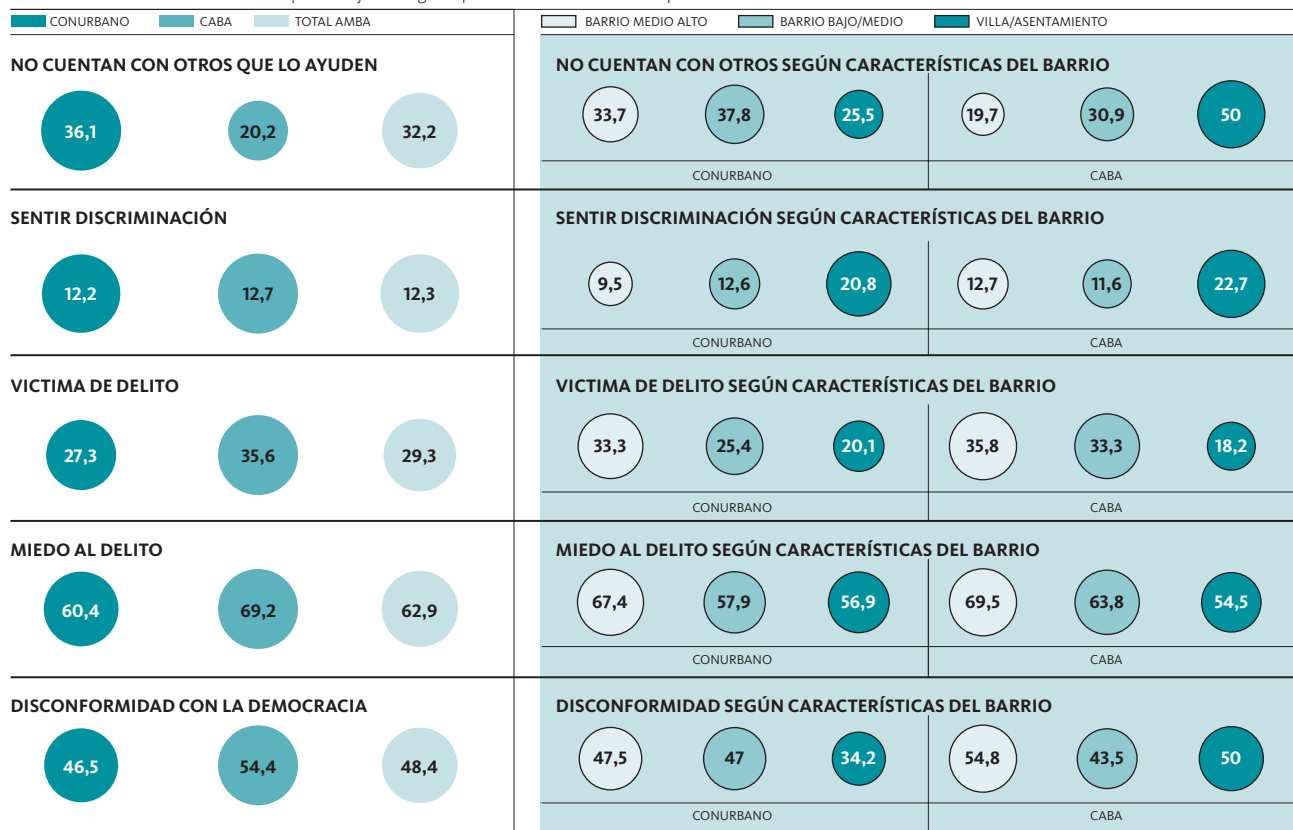 CONURBANO CABA TOTAL AMBA
BARRIO MEDIO ALTO BARRIO BAJO/MEDIO VILLA/ASENTAMIENTO
NO CUENTAN CON OTROS QUE LO AYUDEN
36,1 20,2 32,2
NO CUENTAN CON OTROS SEGÚN CARACTERÍSTICAS DEL BARRIO
33,7 37,8 25,5 19,7 30,9 50
CONURBANO CABA
SENTIR DISCRIMINACIÓN
12,2 12,7 12,3
SENTIR DISCRIMINACIÓN SEGÚN CARACTERÍSTICAS DEL BARRIO
9,5 12,6 20,8 12,7 11,6 22,7
CONURBANO CABA
VICTIMA DE DELITO
27,3 35,6 29,3
VICTIMA DE DELITO SEGÚN CARACTERÍSTICAS DEL BARRIO
33,3 25,4 20,1 35,8 33,3 18,2
CONURBANO CABA
MIEDO AL DELITO
60,4 69,2 62,9
MIEDO AL DELITO SEGÚN CARACTERÍSTICAS DEL BARRIO
67,4 57,9 56,9 69,5 63,8 54,5
CONURBANO CABA
DISCONFORMIDAD CON LA DEMOCRACIA
46,5 54,4 48,4
DISCONFORMIDAD SEGÚN CARACTERÍSTICAS DEL BARRIO
47,5 47 34,2 54,8 43,5 50
CONURBANO CABA